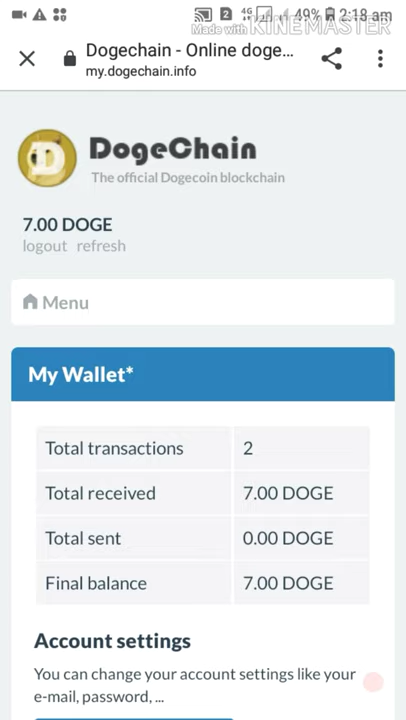 4G 49% 2:18 am
Made with KINEMASTER
Dogechain - Online doge...
my.dogechain.info
DogeChain
The official Dogecoin blockchain
7.00 DOGE
logout refresh
Menu
My Wallet*
Total transactions 2
Total received 7.00 DOGE
Total sent 0.00 DOGE
Final balance 7.00 DOGE
Account settings
You can change your account settings like your
e-mail, password, ...